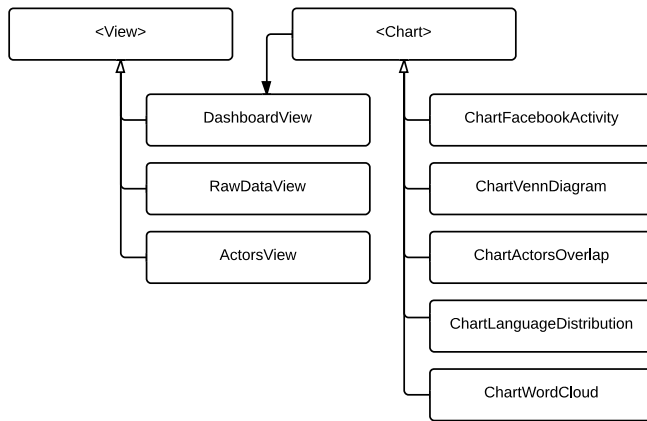 <View>
<Chart>
DashboardView
ChartFacebookActivity
RawDataView
ChartVennDiagram
ActorsView
ChartActorsOverlap
ChartLanguageDistribution
ChartWordCloud